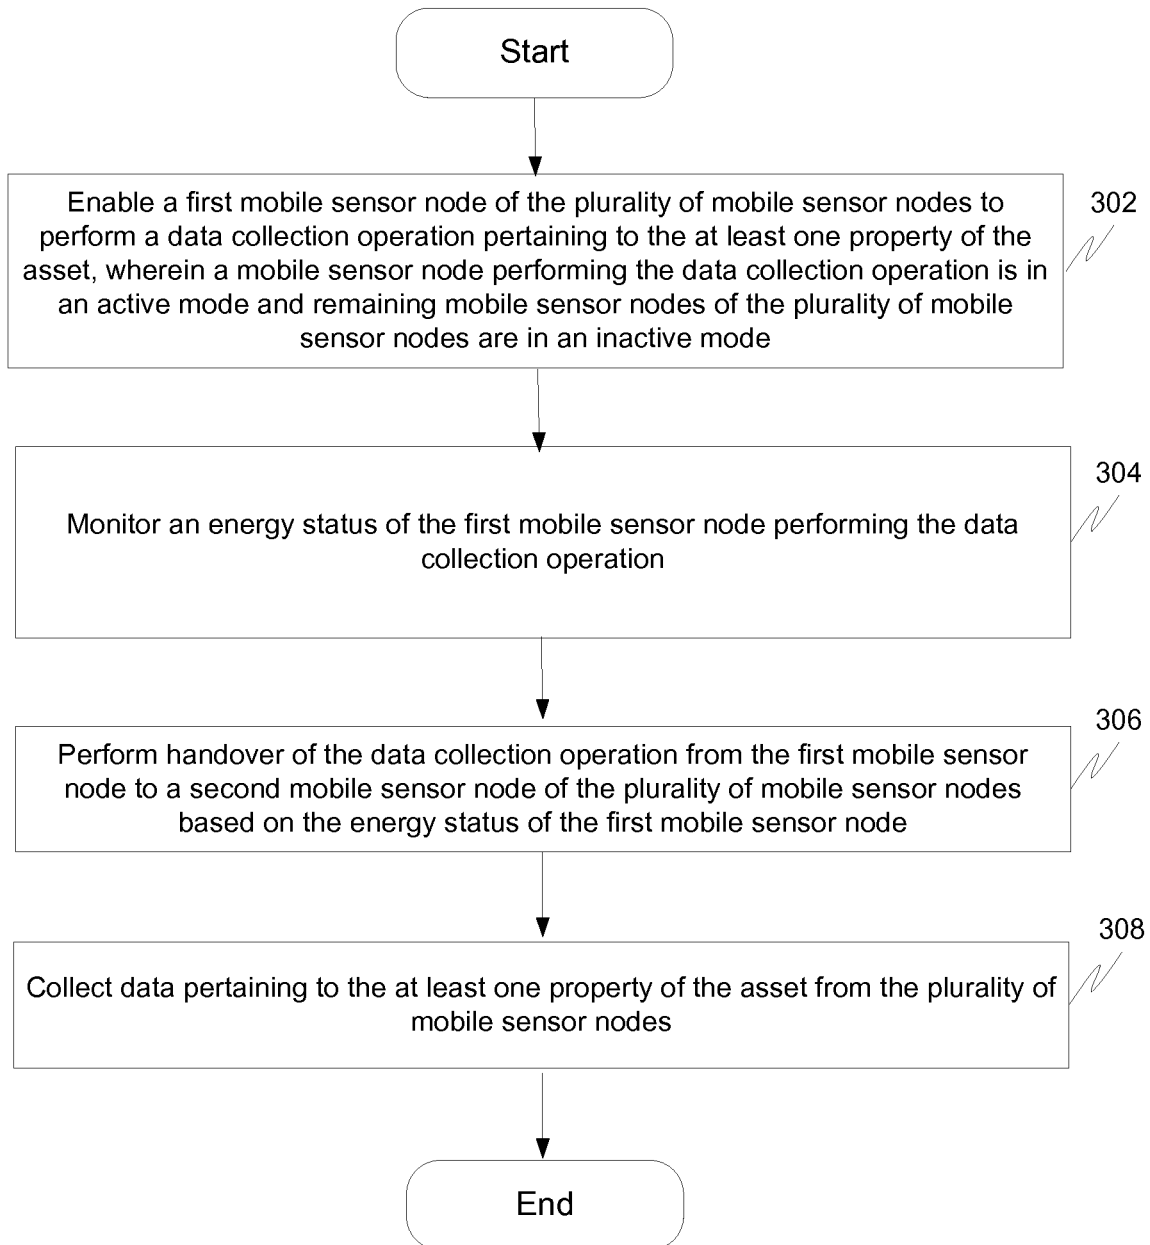 Start
Enable a first mobile sensor node of the plurality of mobile sensor nodes to
perform a data collection operation pertaining to the at least one property of the
asset, wherein a mobile sensor node performing the data collection operation is in
an active mode and remaining mobile sensor nodes of the plurality of mobile
sensor nodes are in an inactive mode
302
Monitor an energy status of the first mobile sensor node performing the data
collection operation
304
Perform handover of the data collection operation from the first mobile sensor
node to a second mobile sensor node of the plurality of mobile sensor nodes
based on the energy status of the first mobile sensor node
306
Collect data pertaining to the at least one property of the asset from the plurality of
mobile sensor nodes
308
End